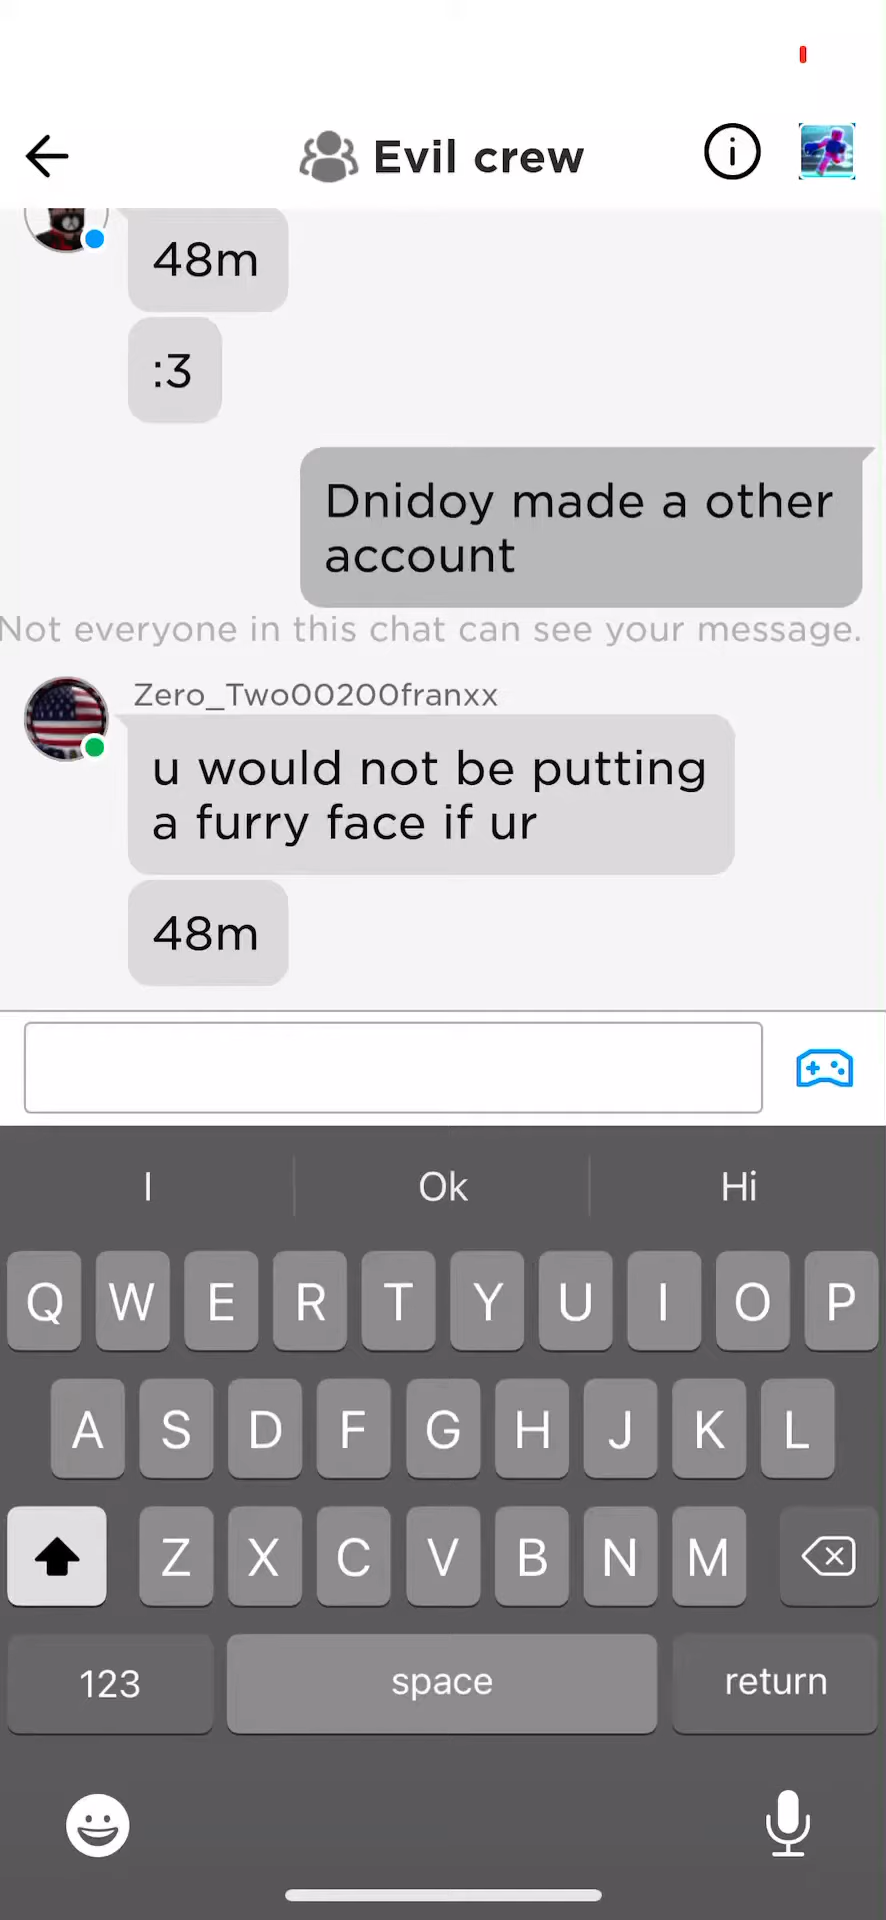 Evil crew
48m
:3
Dnidoy made a other
account
Not everyone in this chat can see your message.
Zero_Two00200franxx
u would not be putting
a furry face if ur
48m
I Ok Hi
Q W E R T Y U I O P
A S D F G H J K L
Z X C V B N M
123 space return